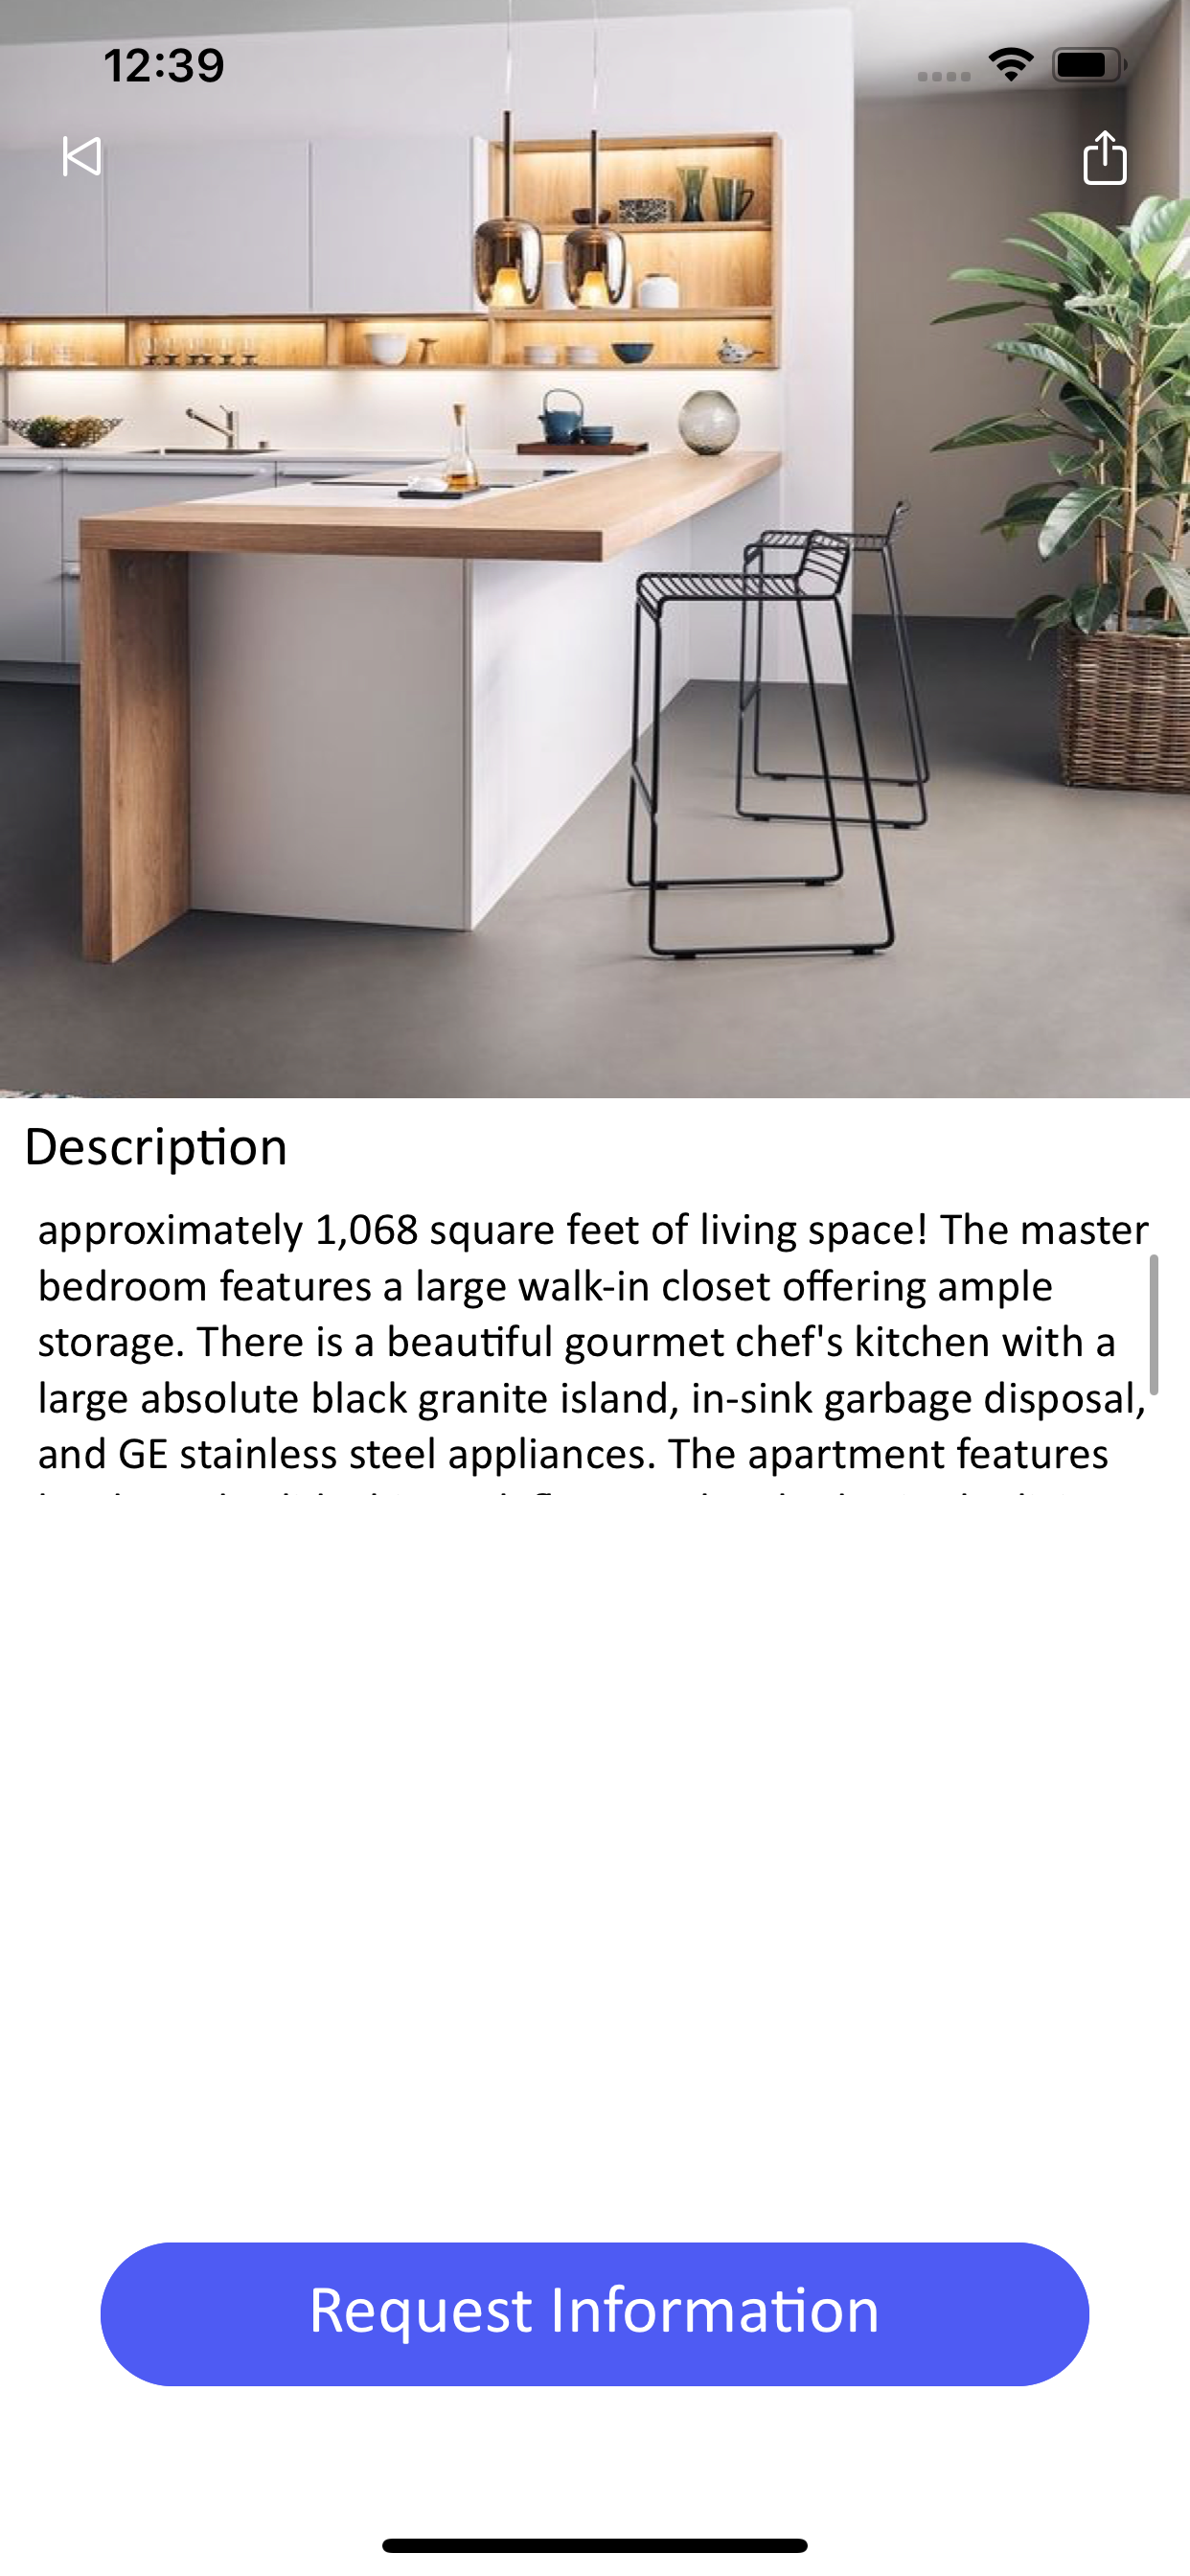 12:39
Description
approximately 1,068 square feet of living space! The master
bedroom features a large walk-in closet offering ample
storage. There is a beautiful gourmet chef's kitchen with a
large absolute black granite island, in-sink garbage disposal,
and GE stainless steel appliances. The apartment features
Request Information